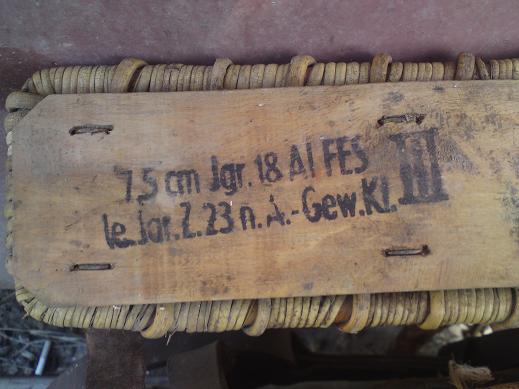 7,5 cm Jgr. 18 Al FES
le. Jgr. Z. 23 n. A.-Gew.Kl. III